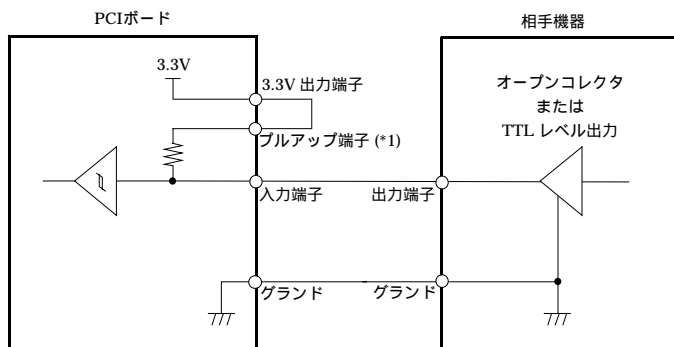 PCIボード
相手機器
3.3V
3.3V 出力端子
プルアップ端子 (*1)
オープンコレクタ
または
TTL レベル出力
入力端子
出力端子
グランド
グランド